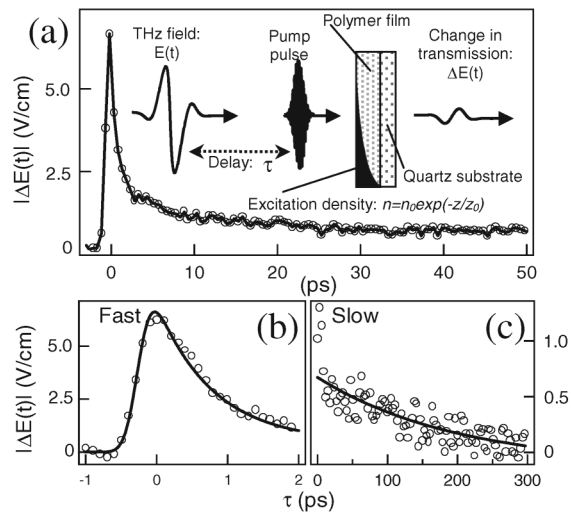 (a)
THz field:
E(t)
Pump
pulse
Polymer film
Change in
transmission:
ΔE(t)
Delay: τ
Quartz substrate
Excitation density: n=n₀exp(-z/z₀)
|ΔE(t)| (V/cm)
5.0
2.5
0
0 10 20 30 40 50
(ps)
Fast
(b)
|ΔE(t)| (V/cm)
5.0
2.5
0
-1 0 1 2
Slow
(c)
1.0
0.5
0
0 100 200 300
τ (ps)